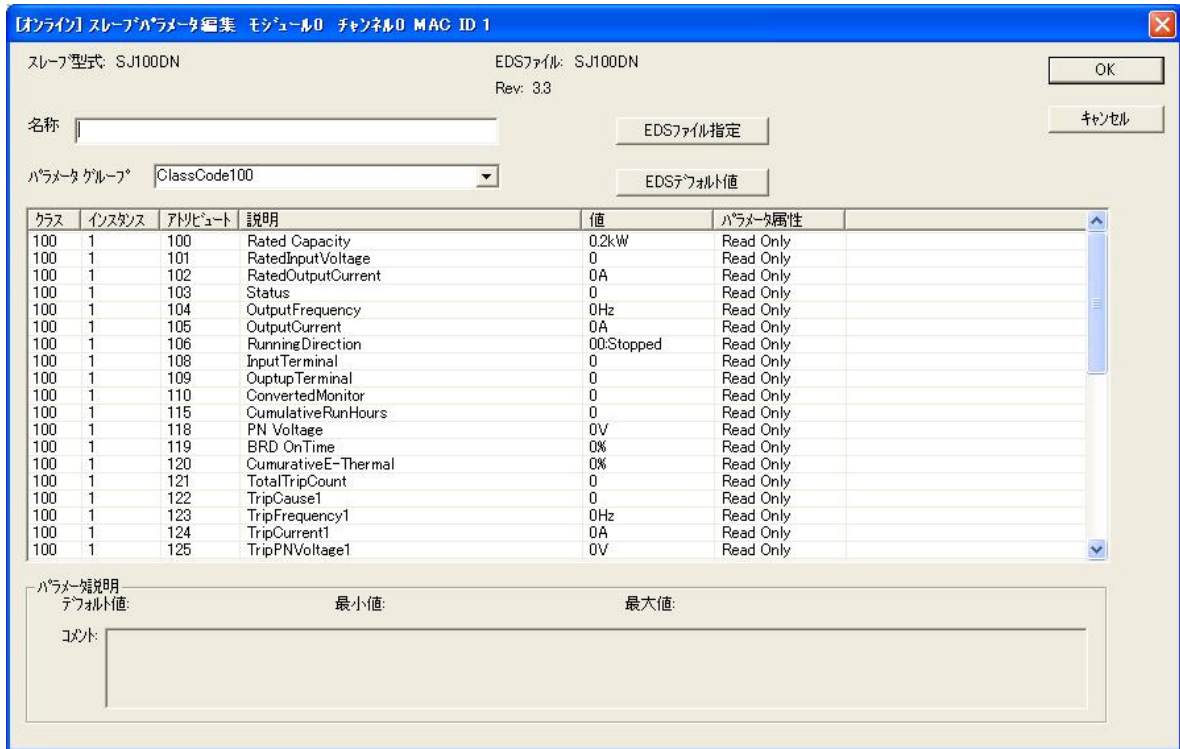 [オンライン] スレーブパラメータ編集 モジュール0 チャンネル0 MAC ID 1
スレーブ型式: SJ100DN
EDSファイル: SJ100DN
OK
Rev: 3.3
名称
EDSファイル指定
キャンセル
パラメータ グループ
ClassCode100
EDSデフォルト値
クラス インスタンス アトリビュート 説明 値 パラメータ属性
100 1 100 Rated Capacity 0.2kW Read Only
100 1 101 RatedInputVoltage 0 Read Only
100 1 102 RatedOutputCurrent 0A Read Only
100 1 103 Status 0 Read Only
100 1 104 OutputFrequency 0Hz Read Only
100 1 105 OutputCurrent 0A Read Only
100 1 106 RunningDirection 00:Stopped Read Only
100 1 108 InputTerminal 0 Read Only
100 1 109 OuptupTerminal 0 Read Only
100 1 110 ConvertedMonitor 0 Read Only
100 1 115 CumulativeRunHours 0 Read Only
100 1 118 PN Voltage 0V Read Only
100 1 119 BRD OnTime 0% Read Only
100 1 120 CumurativeE-Thermal 0% Read Only
100 1 121 TotalTripCount 0 Read Only
100 1 122 TripCause1 0 Read Only
100 1 123 TripFrequency1 0Hz Read Only
100 1 124 TripCurrent1 0A Read Only
100 1 125 TripPNVoltage1 0V Read Only
パラメータ説明
デフォルト値: 最小値: 最大値:
コメント: